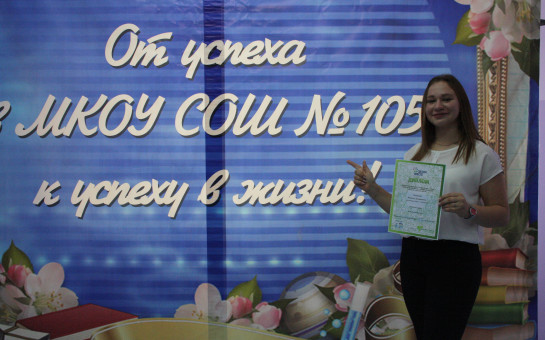 От успеха
в МКОУ СОШ № 105
к успеху в жизни!
ДИПЛОМ